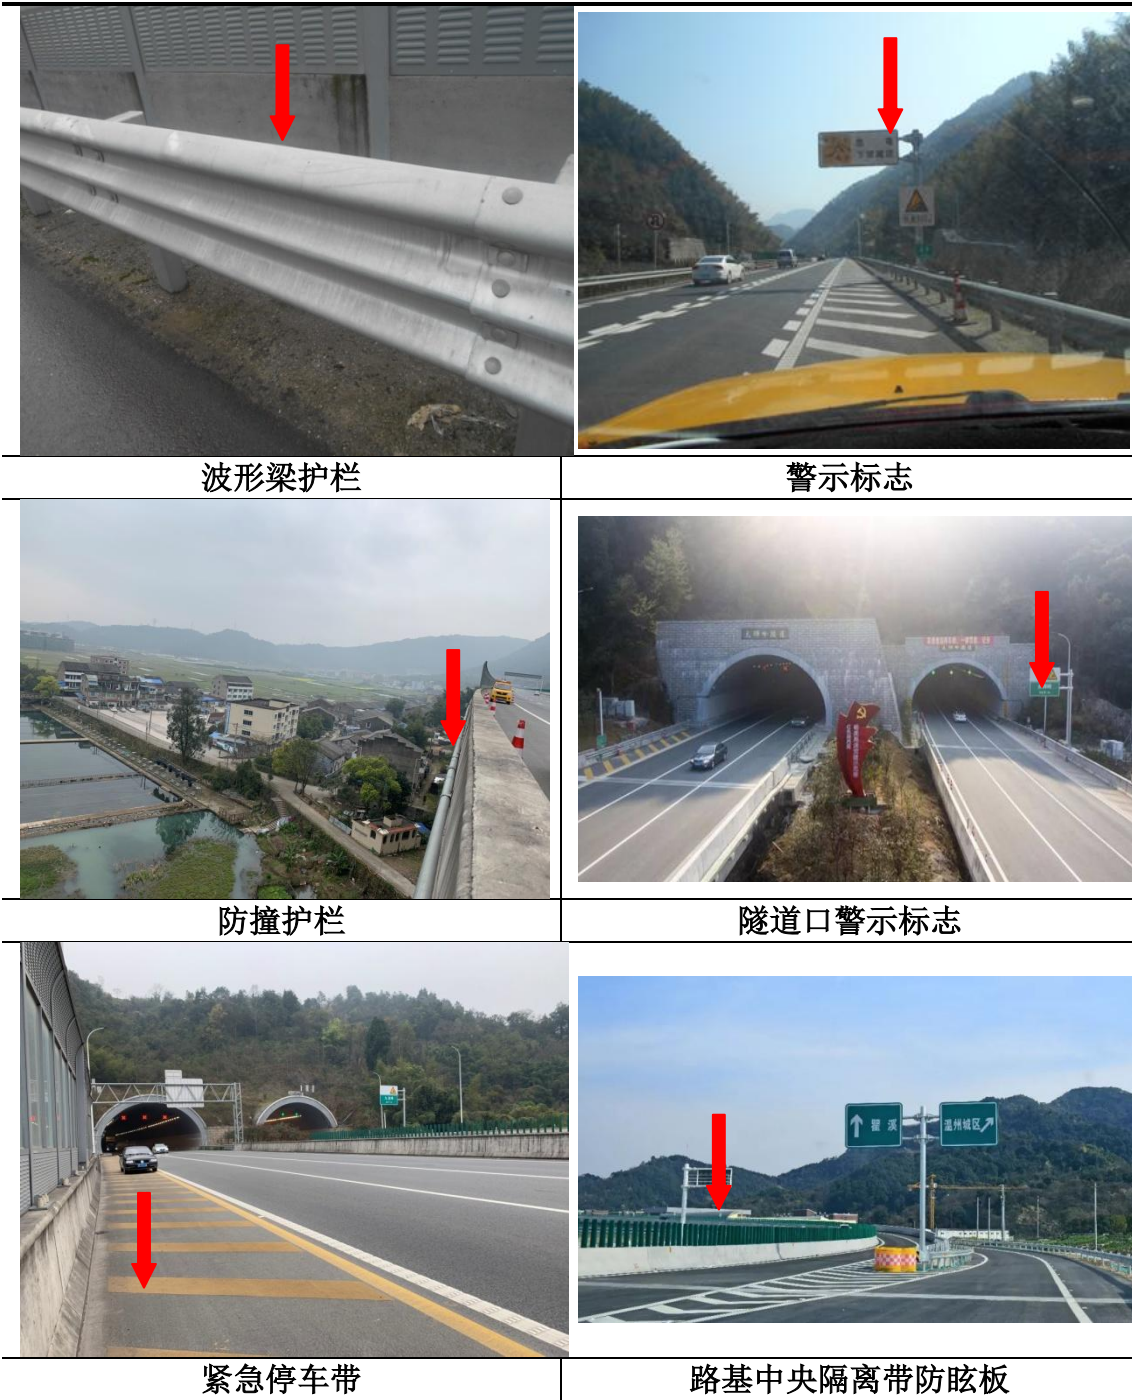 波形梁护栏
警示标志
防撞护栏
隧道口警示标志
瞿溪
温州城区
紧急停车带
路基中央隔离带防眩板